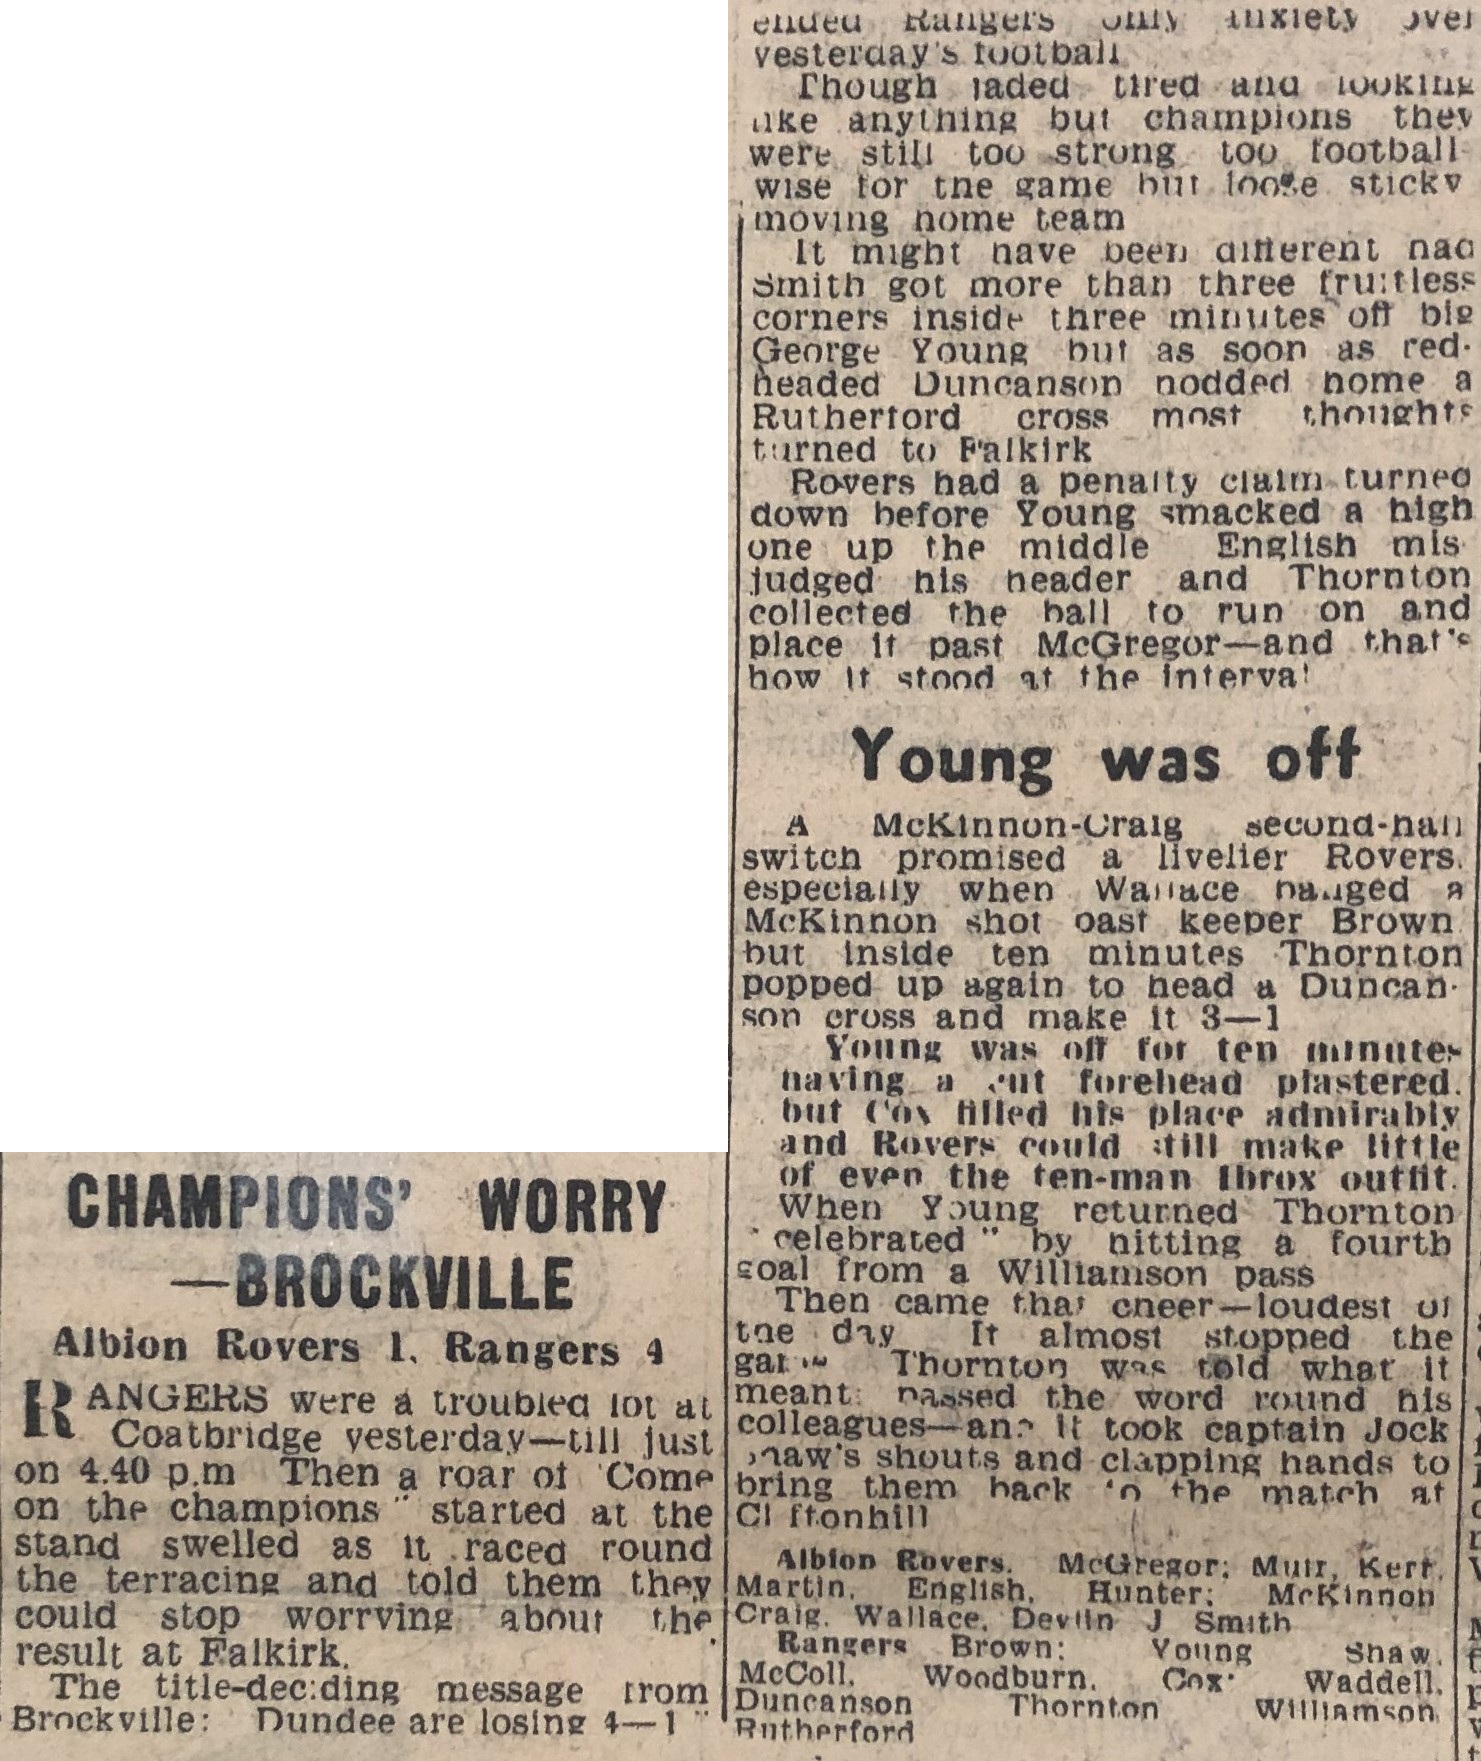 CHAMPIONS' WORRY
—BROCKVILLE
Albion Rovers 1. Rangers 4
RANGERS were a troubled lot at
Coatbridge yesterday—till just
on 4.40 p.m Then a roar of 'Come
on the champions" started at the
stand swelled as it raced round
the terracing and told them they
could stop worrying about the
result at Falkirk.
The title-deciding message from
Brockville: Dundee are losing 4—1"
ended Rangers only anxiety over
yesterday's football
Though jaded tired and looking
like anything but champions they
were still too strong too football-
wise for the game but loose sticky
moving home team
It might have been different had
Smith got more than three fruitless
corners inside three minutes off big
George Young but as soon as red-
headed Duncanson nodded home a
Rutherford cross most thoughts
turned to Falkirk
Rovers had a penalty claim turned
down before Young smacked a high
one up the middle English mis
judged his header and Thornton
collected the ball to run on and
place it past McGregor—and that's
how it stood at the interval
Young was off
A McKinnon-Craig second-half
switch promised a livelier Rovers.
especially when Wallace banged a
McKinnon shot past keeper Brown
but inside ten minutes Thornton
popped up again to head a Duncan-
son cross and make it 3—1
Young was off for ten minutes
having a cut forehead plastered.
but Cox filled his place admirably
and Rovers could still make little
of even the ten-man Ibrox outfit.
When Young returned Thornton
"celebrated" by hitting a fourth
goal from a Williamson pass
Then came that cheer—loudest of
the day It almost stopped the
game Thornton was told what it
meant: passed the word round his
colleagues—and it took captain Jock
Shaw's shouts and clapping hands to
bring them back to the match at
Cliftonhill
Albion Rovers. McGregor; Muir, Kerr.
Martin. English, Hunter; McKinnon
Craig. Wallace. Devlin J Smith
Rangers Brown; Young Shaw.
McColl. Woodburn. Cox; Waddell.
Duncanson Thornton Williamson
Rutherford